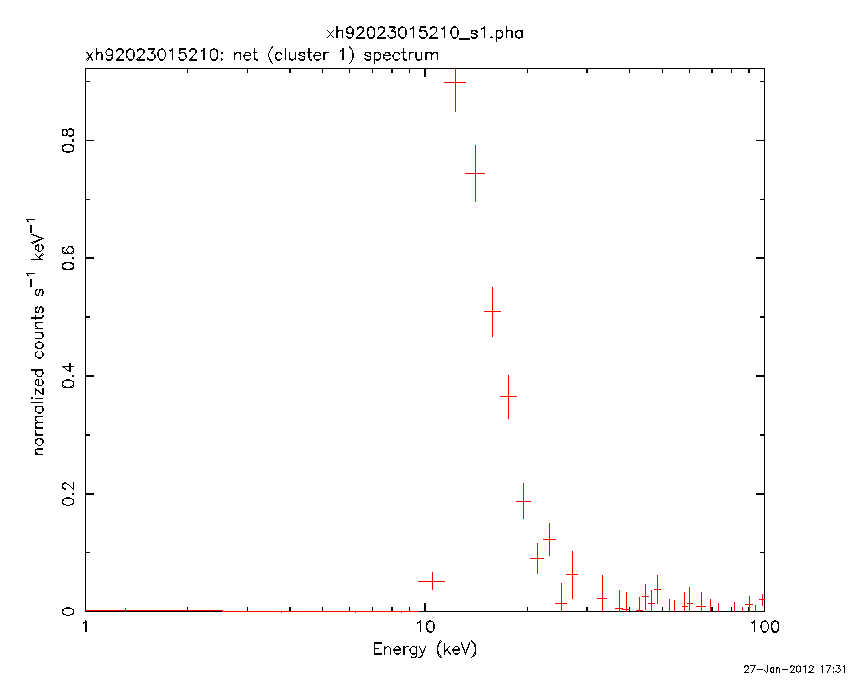 xh92023015210_s1.pha
xh92023015210: net (cluster 1) spectrum
normalized counts s⁻¹ keV⁻¹
0.8
0.6
0.4
0.2
0
1 10 100
Energy (keV)
27-Jan-2012 17:31